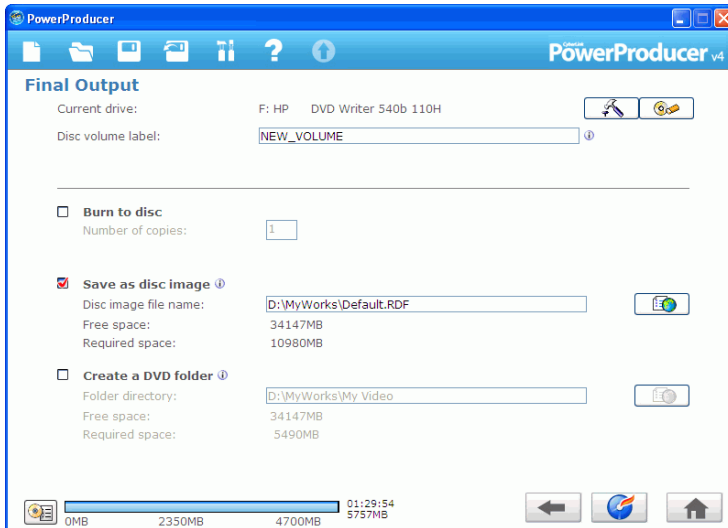 PowerProducer
CyberLink
PowerProducer v4
Final Output
Current drive: F: HP DVD Writer 540b 110H
Disc volume label: NEW_VOLUME
Burn to disc
Number of copies: 1
Save as disc image
Disc image file name: D:\MyWorks\Default.RDF
Free space: 34147MB
Required space: 10980MB
Create a DVD folder
Folder directory: D:\MyWorks\My Video
Free space: 34147MB
Required space: 5490MB
01:29:54
5757MB
0MB 2350MB 4700MB